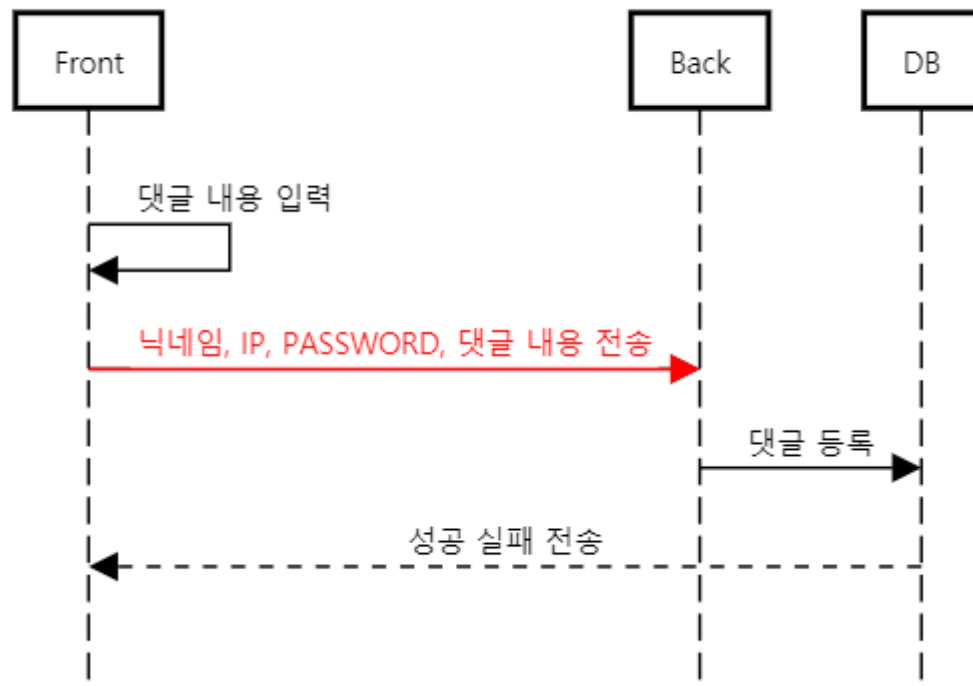 Front
Back
DB
댓글 내용 입력
닉네임, IP, PASSWORD, 댓글 내용 전송
댓글 등록
성공 실패 전송